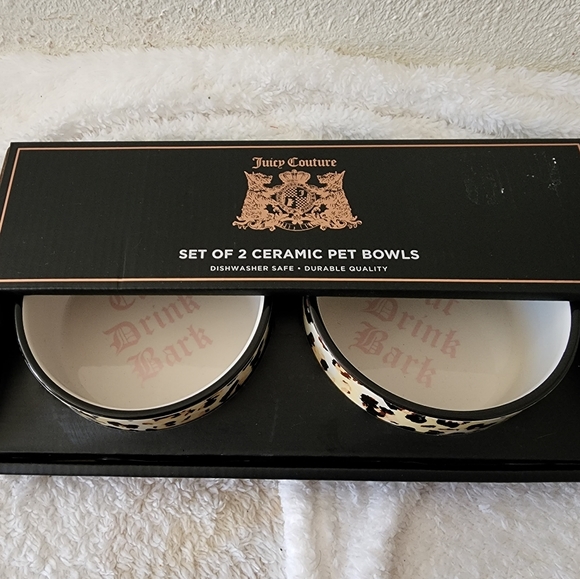 Juicy Couture
SET OF 2 CERAMIC PET BOWLS
DISHWASHER SAFE • DURABLE QUALITY
Drink
Bark
Drink
Bark